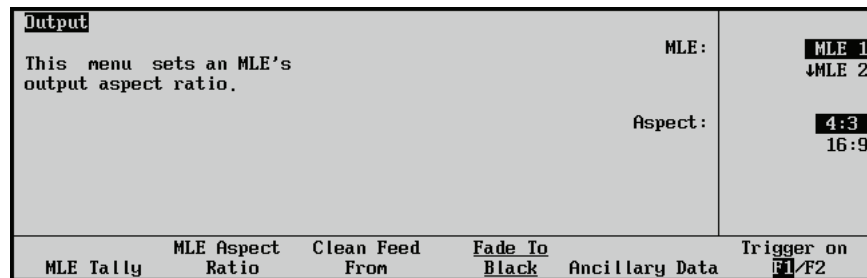 Output
This menu sets an MLE's
output aspect ratio.
MLE:
MLE 1
↓MLE 2
Aspect:
4:3
16:9
MLE Tally
MLE Aspect
Ratio
Clean Feed
From
Fade To
Black
Ancillary Data
Trigger on
F1/F2